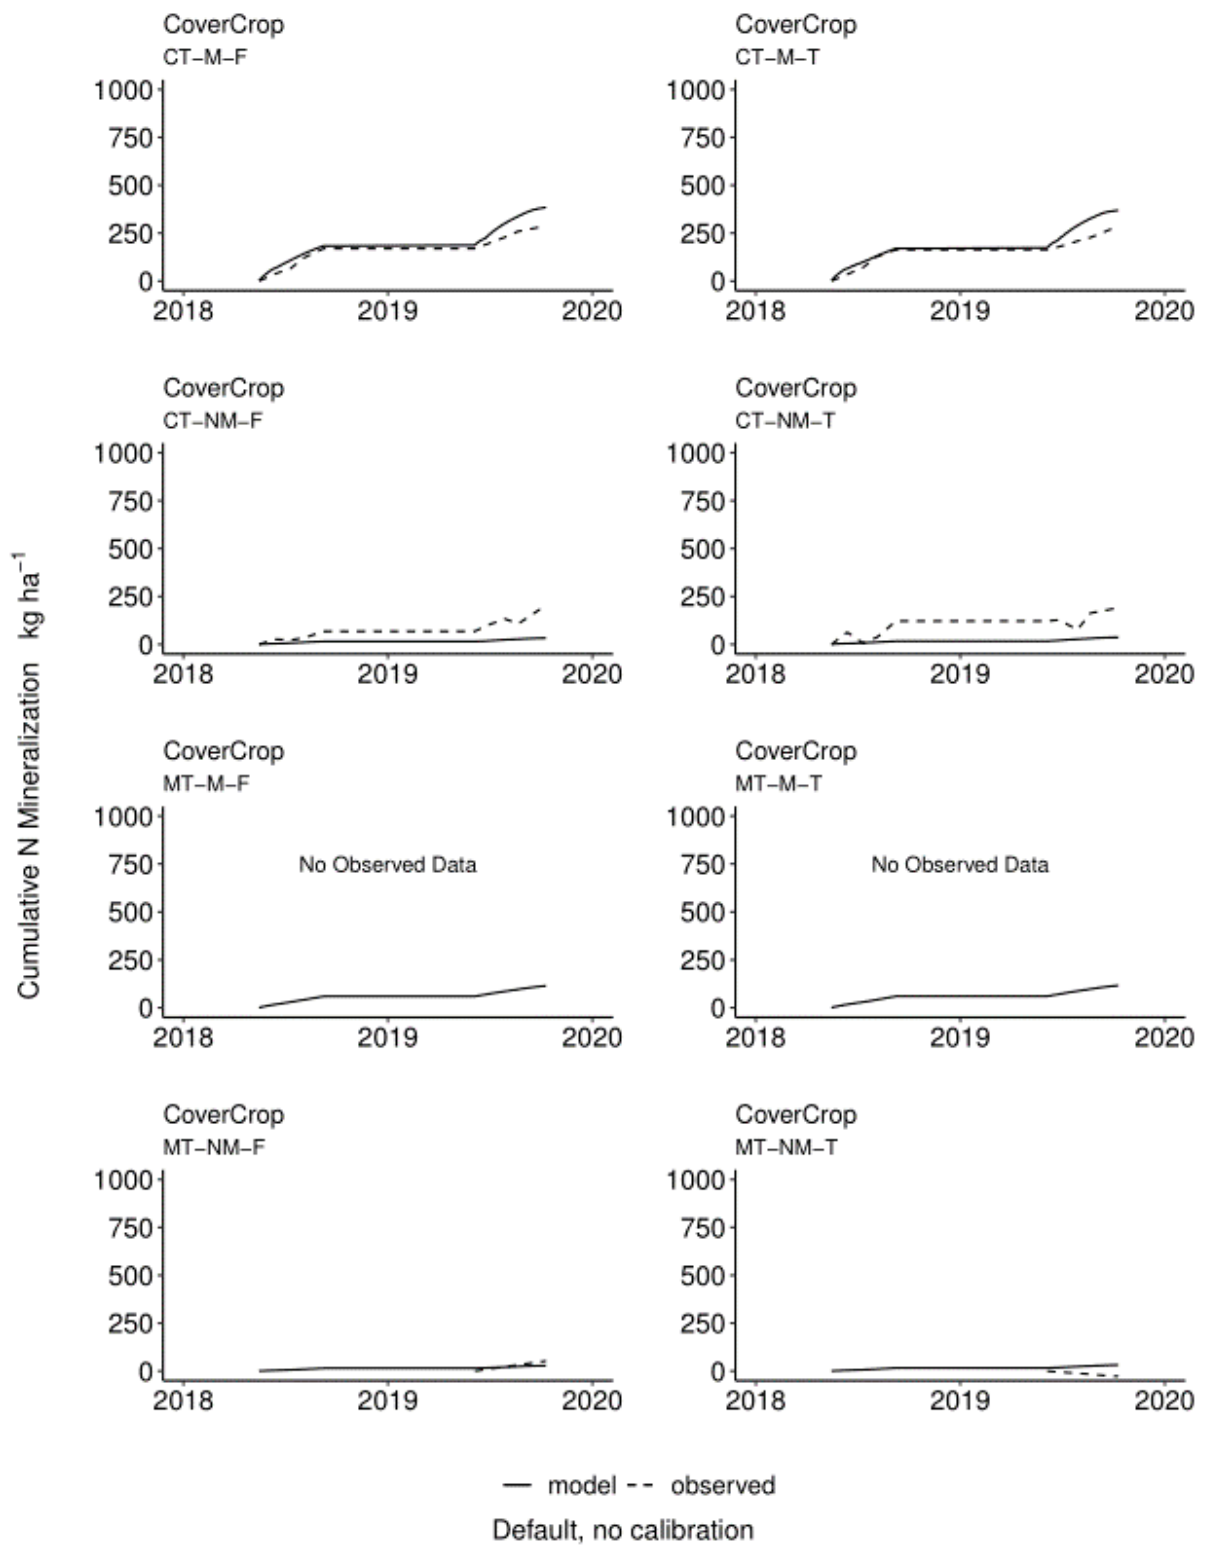 CoverCrop
CT−M−F
1000
750
500
250
0
2018 2019 2020
CoverCrop
CT−M−T
1000
750
500
250
0
2018 2019 2020
CoverCrop
CT−NM−F
1000
750
500
250
0
2018 2019 2020
CoverCrop
CT−NM−T
1000
750
500
250
0
2018 2019 2020
Cumulative N Mineralization kg ha⁻¹
CoverCrop
MT−M−F
1000
750
500
250
0
No Observed Data
2018 2019 2020
CoverCrop
MT−M−T
1000
750
500
250
0
No Observed Data
2018 2019 2020
CoverCrop
MT−NM−F
1000
750
500
250
0
2018 2019 2020
CoverCrop
MT−NM−T
1000
750
500
250
0
2018 2019 2020
model observed
Default, no calibration